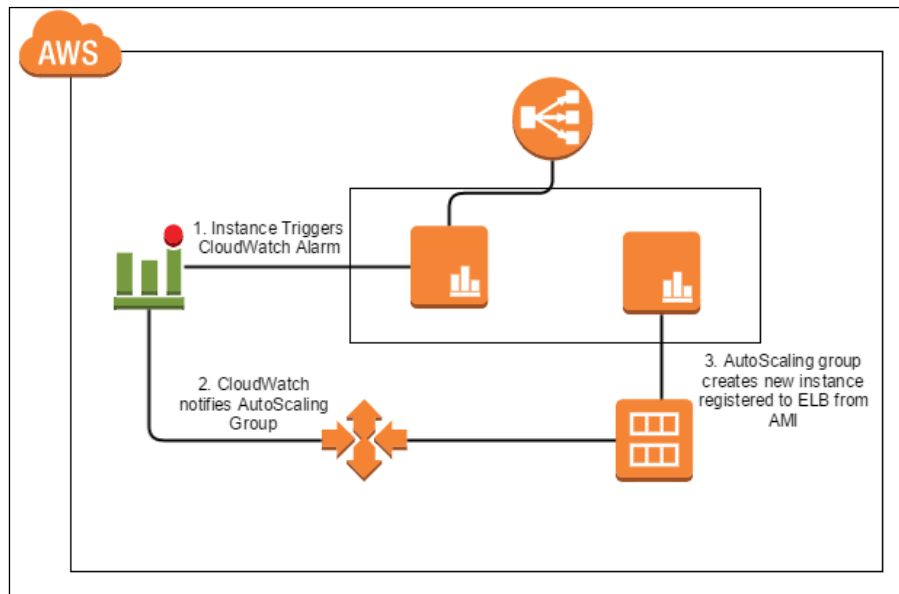 AWS
1. Instance Triggers
CloudWatch Alarm
2. CloudWatch
notifies AutoScaling
Group
3. AutoScaling group
creates new instance
registered to ELB from
AMI